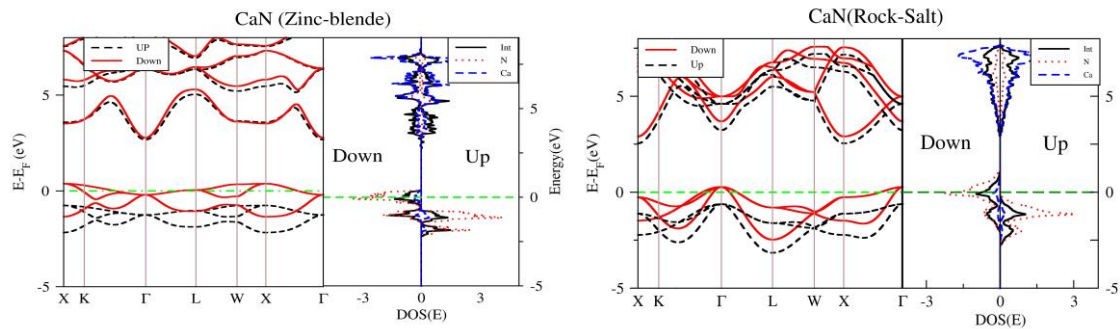 CaN (Zinc-blende)
UP
Down
E-E_F (eV)
5
0
-5
X K Γ L W X Γ
Down
Up
Int
N
Ca
-3 0 3
DOS(E)
Energy(eV)
5
0
-5
CaN(Rock-Salt)
Down
Up
E-E_F(eV)
5
0
-5
X K Γ L W X Γ
Down
Up
Int
N
Ca
-3 0 3
DOS(E)
5
0
-5